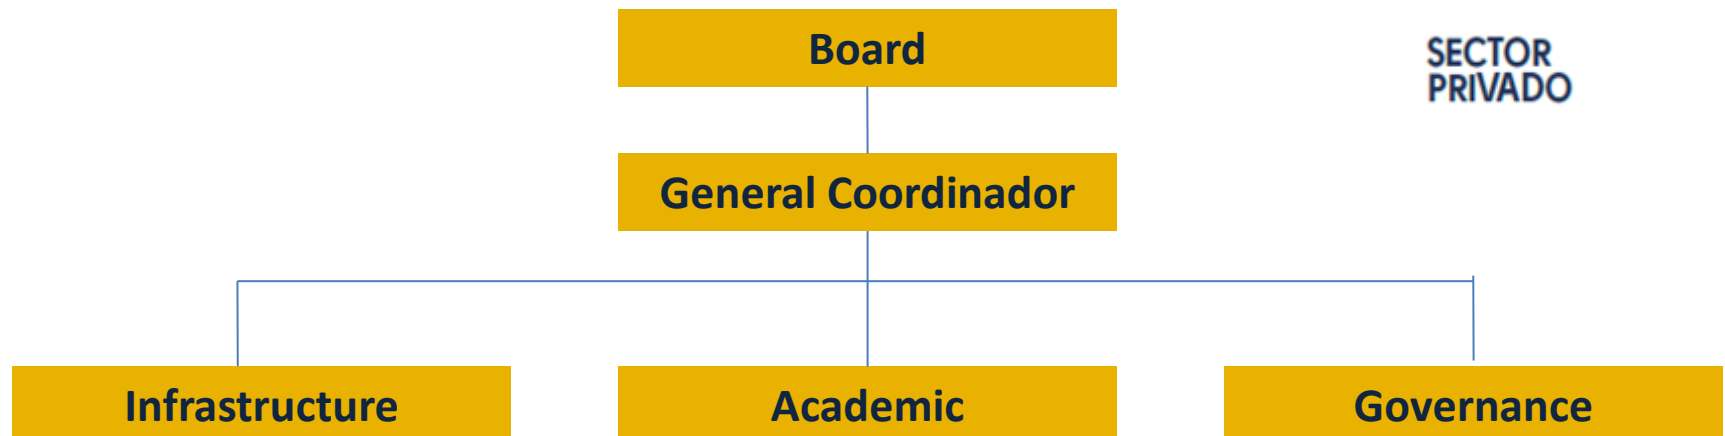 Board
SECTOR
PRIVADO
General Coordinador
Infrastructure
Academic
Governance